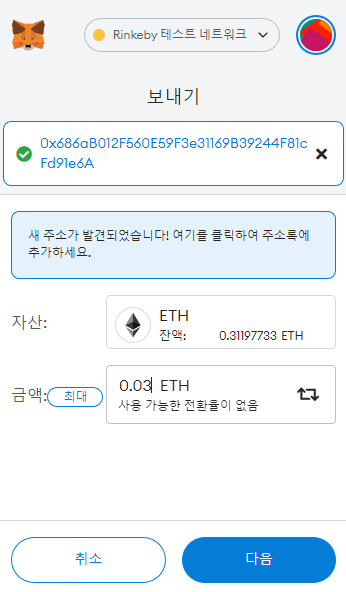 Rinkeby 테스트 네트워크
보내기
0x686aB012F560E59F3e31169B39244F81c
Fd91e6A
새 주소가 발견되었습니다! 여기를 클릭하여 주소록에
추가하세요.
자산:
ETH
잔액: 0.31197733 ETH
금액:
최대
0.03 ETH
사용 가능한 전환율이 없음
취소
다음